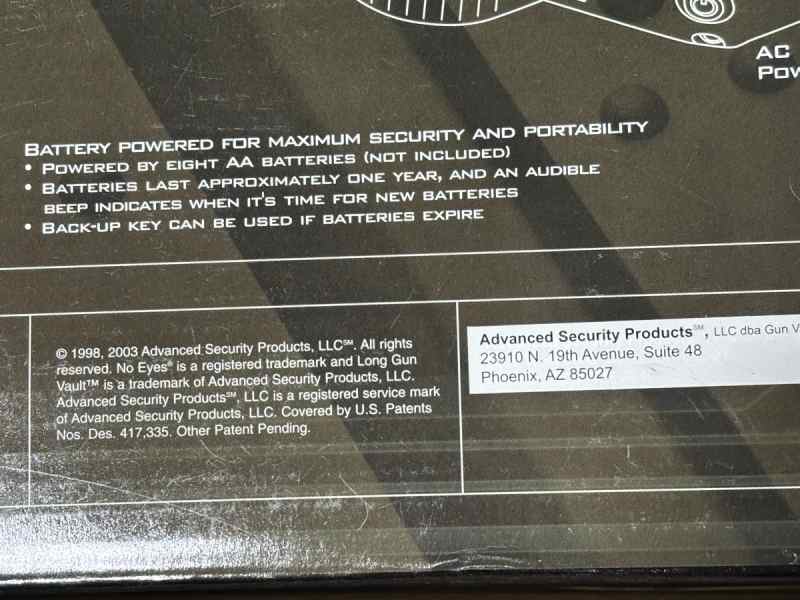 AC
BATTERY POWERED FOR MAXIMUM SECURITY AND PORTABILITY
• POWERED BY EIGHT AA BATTERIES (NOT INCLUDED)
• BATTERIES LAST APPROXIMATELY ONE YEAR, AND AN AUDIBLE
BEEP INDICATES WHEN IT'S TIME FOR NEW BATTERIES
• BACK-UP KEY CAN BE USED IF BATTERIES EXPIRE
© 1998, 2003 Advanced Security Products, LLC℠. All rights
reserved. No Eyes® is a registered trademark and Long Gun
Vault™ is a trademark of Advanced Security Products, LLC.
Advanced Security Products℠, LLC is a registered service mark
of Advanced Security Products, LLC. Covered by U.S. Patents
Nos. Des. 417,335. Other Patent Pending.
Advanced Security Products℠, LLC dba Gun
23910 N. 19th Avenue, Suite 48
Phoenix, AZ 85027